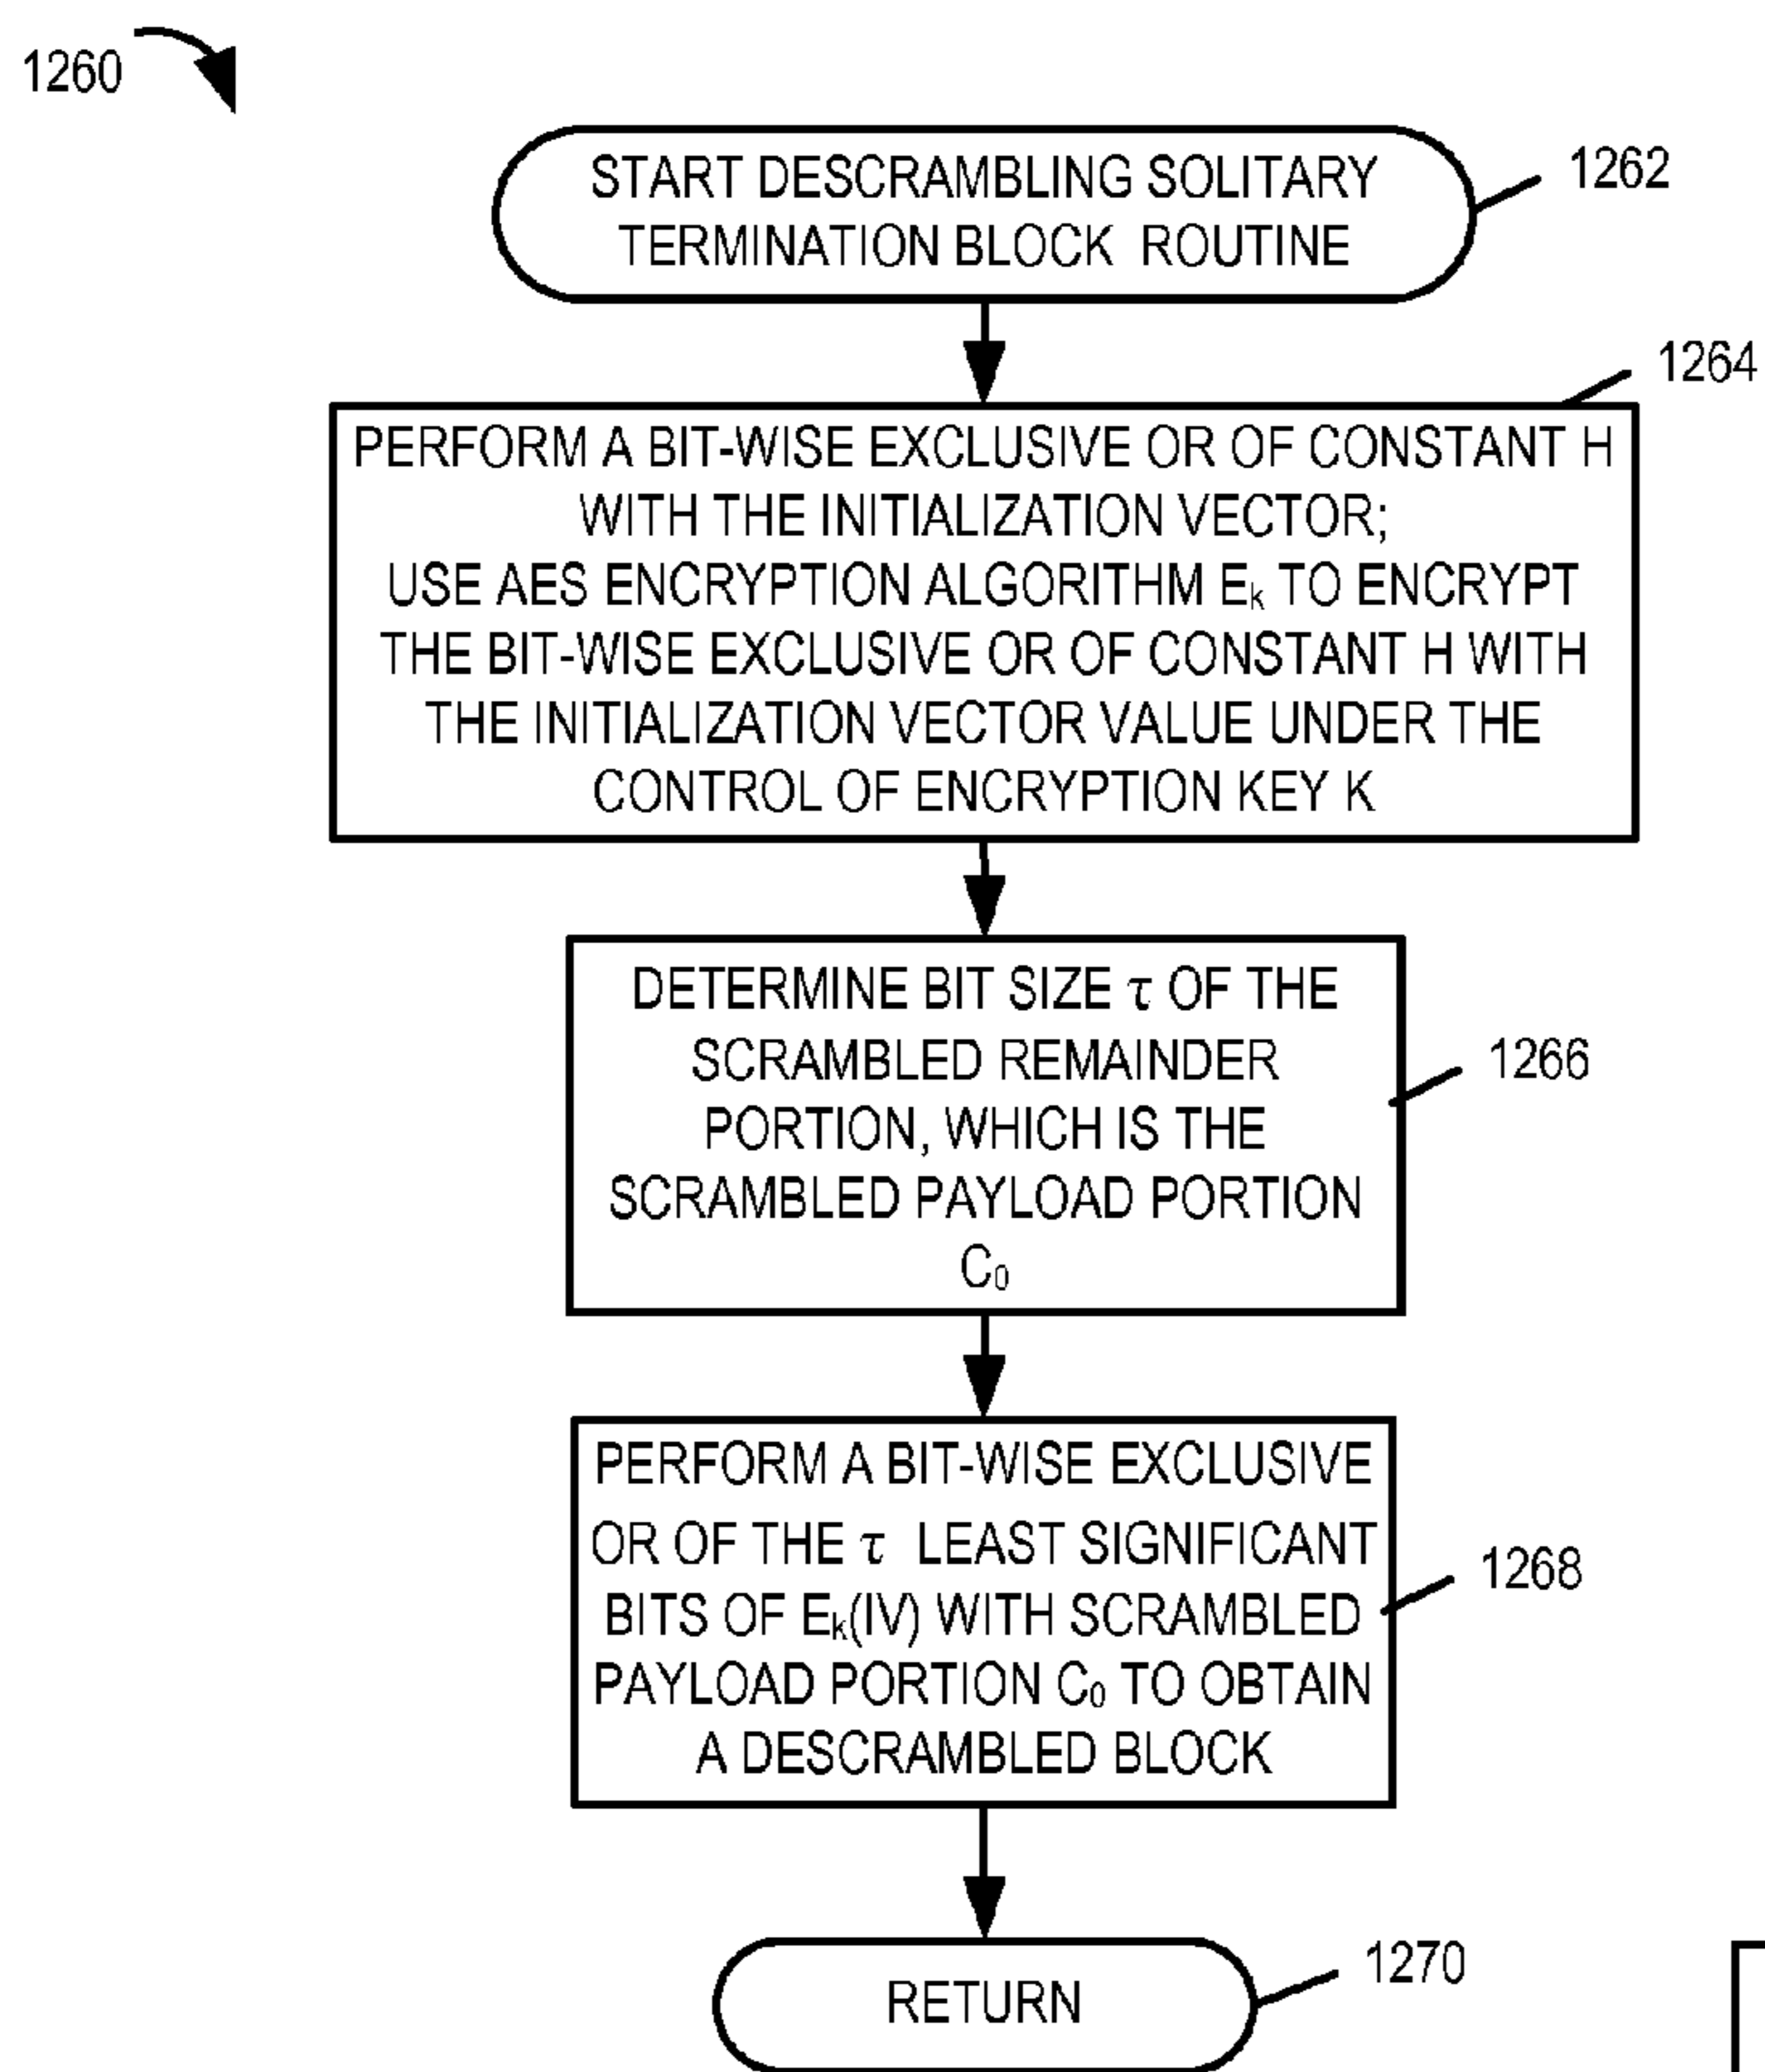 1260
START DESCRAMBLING SOLITARY
TERMINATION BLOCK ROUTINE
1262
1264
PERFORM A BIT-WISE EXCLUSIVE OR OF CONSTANT H
WITH THE INITIALIZATION VECTOR;
USE AES ENCRYPTION ALGORITHM Eₖ TO ENCRYPT
THE BIT-WISE EXCLUSIVE OR OF CONSTANT H WITH
THE INITIALIZATION VECTOR VALUE UNDER THE
CONTROL OF ENCRYPTION KEY K
DETERMINE BIT SIZE τ OF THE
SCRAMBLED REMAINDER
PORTION, WHICH IS THE
SCRAMBLED PAYLOAD PORTION
C₀
1266
PERFORM A BIT-WISE EXCLUSIVE
OR OF THE τ LEAST SIGNIFICANT
BITS OF Eₖ(IV) WITH SCRAMBLED
PAYLOAD PORTION C₀ TO OBTAIN
A DESCRAMBLED BLOCK
1268
RETURN
1270